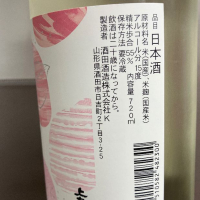 品目 日本酒
原材料名 米(国産)、米麹(国産米)
アルコール分 15度
精米歩合 55% 内容量 720ml
保存方法 要冷蔵
飲酒は二十歳になってから。
製造者 酒田酒造株式会社K
山形県酒田市日吉町2丁目3-25
510582482300
上